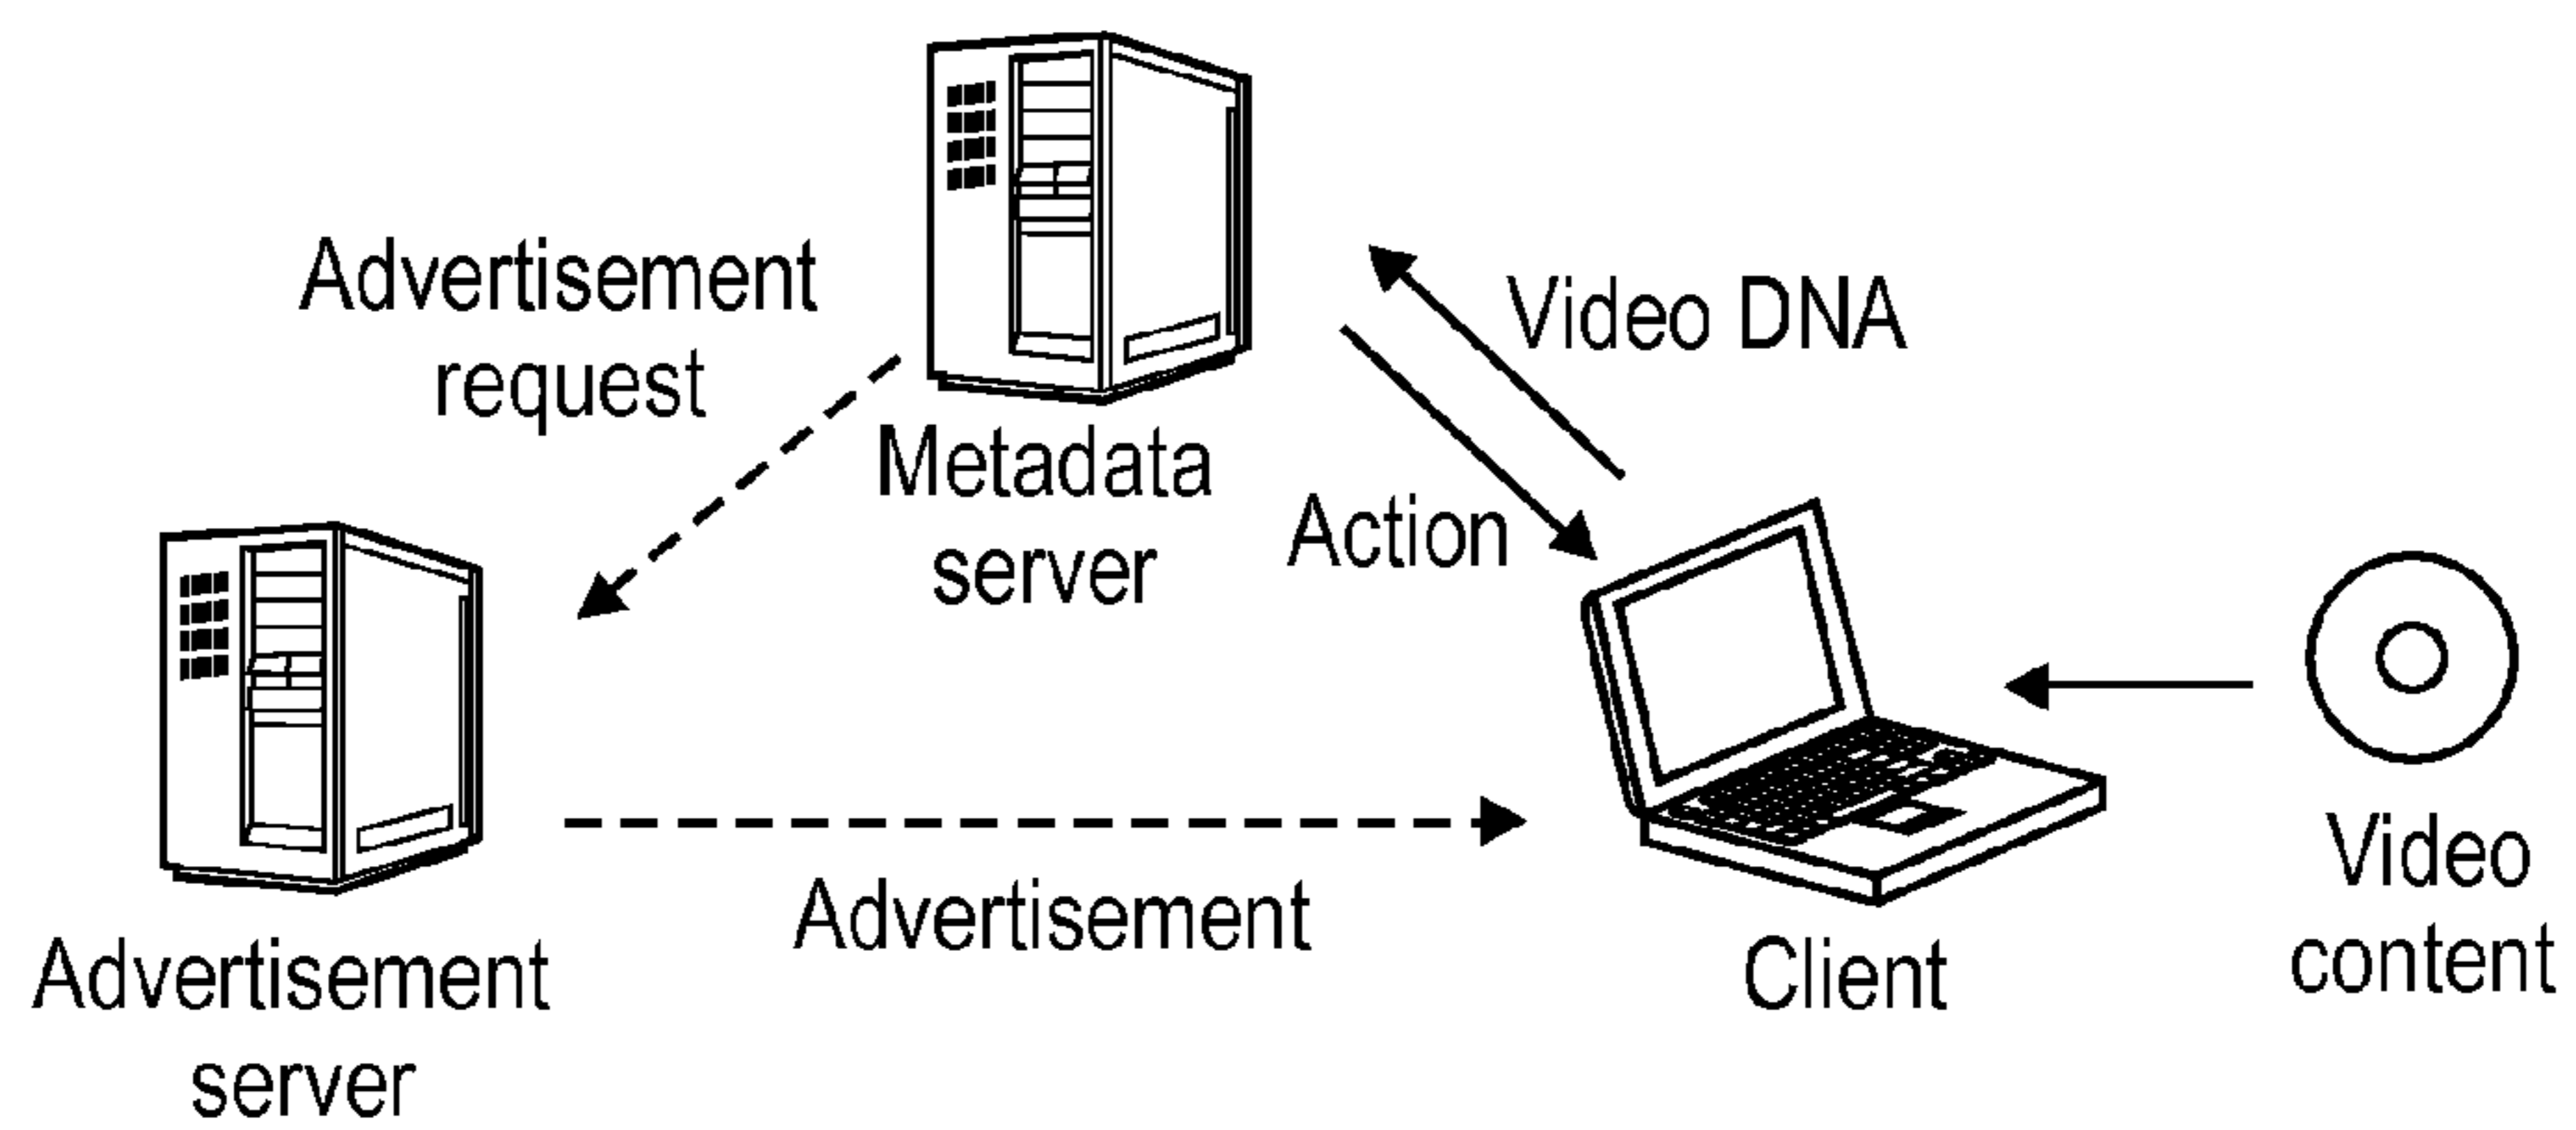 Advertisement
request
Metadata
server
Video DNA
Action
Advertisement
server
Advertisement
Client
Video
content